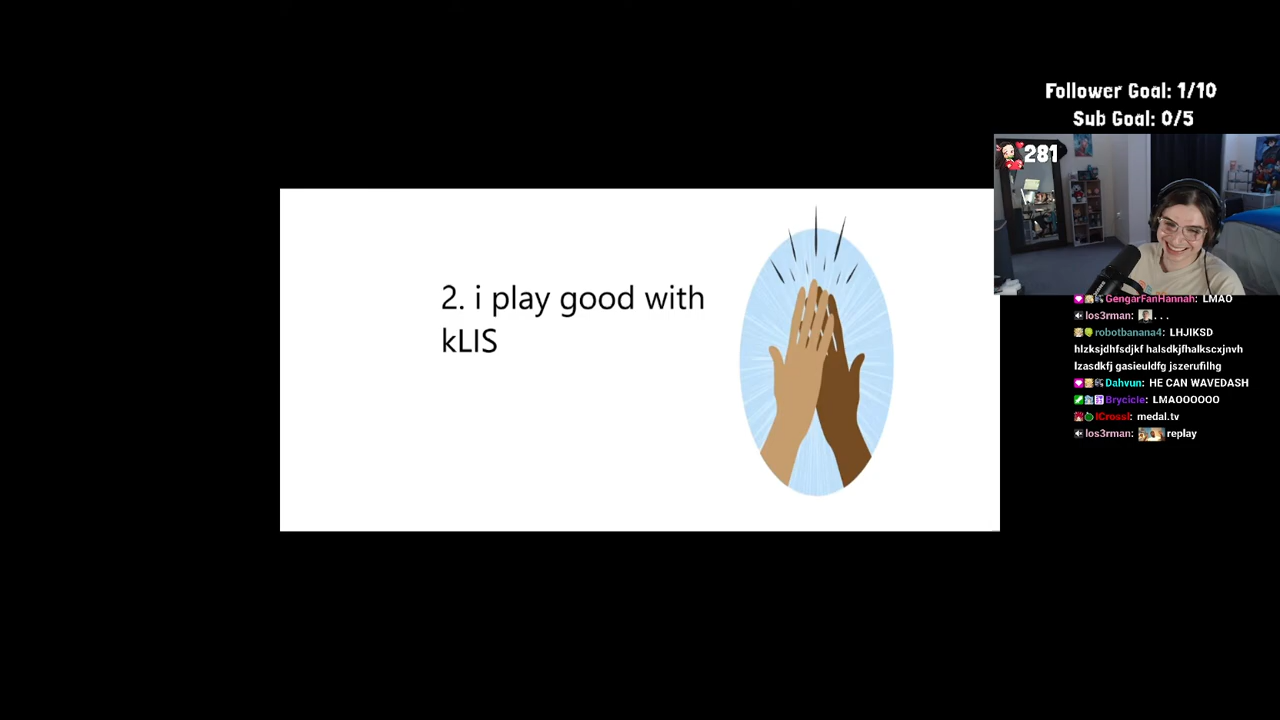 Follower Goal: 1/10
Sub Goal: 0/5
281
2. i play good with
kLIS
GengarFanHannah: LMAO
los3rman: . . .
robotbanana4: LHJIKSD
hlzksjdhfsdjkf halsdkjfhalkscxjnvh
lzasdkfj gasieuldfg jszerufilhg
Dahvun: HE CAN WAVEDASH
Brycicle: LMAOOOOOO
ICrossI: medal.tv
los3rman: replay